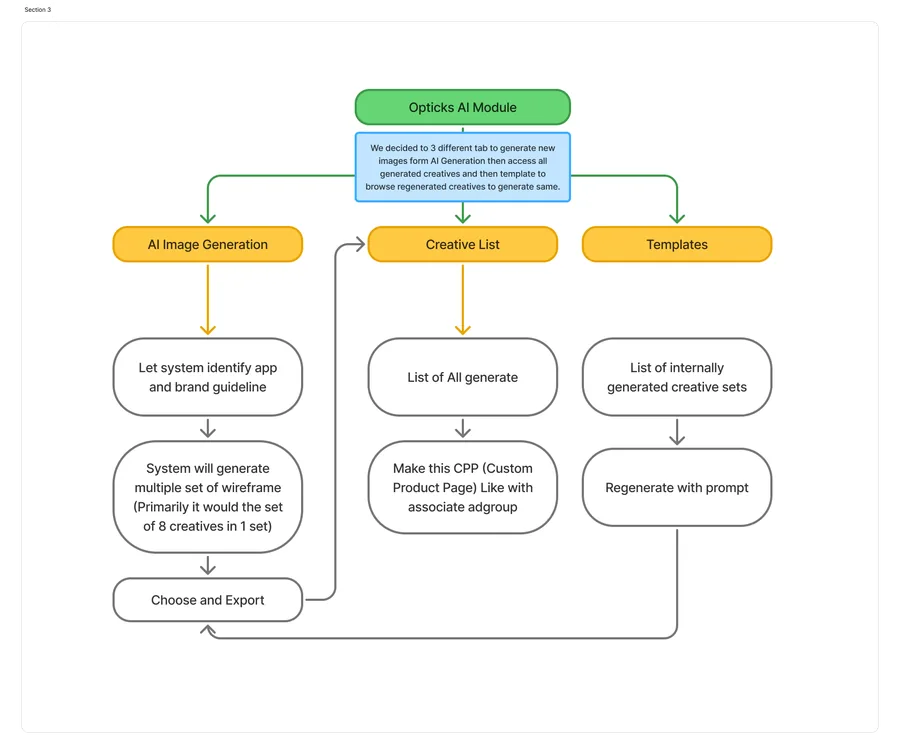 Section 3
Opticks AI Module
We decided to 3 different tab to generate new
images form AI Generation then access all
generated creatives and then template to
browse regenerated creatives to generate same.
AI Image Generation
Creative List
Templates
Let system identify app
and brand guideline
List of All generate
List of internally
generated creative sets
System will generate
multiple set of wireframe
(Primarily it would the set
of 8 creatives in 1 set)
Make this CPP (Custom
Product Page) Like with
associate adgroup
Regenerate with prompt
Choose and Export